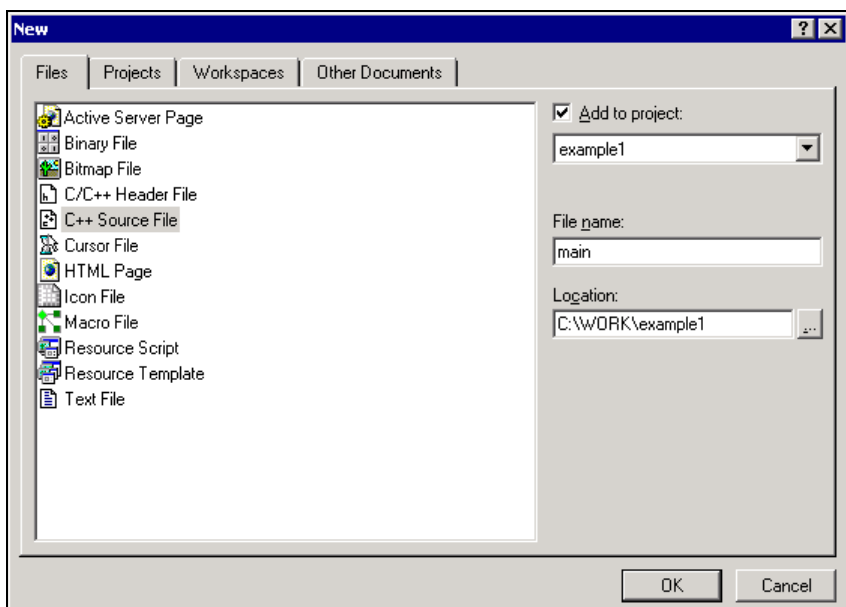 New
Files
Projects
Workspaces
Other Documents
Active Server Page
Binary File
Bitmap File
C/C++ Header File
C++ Source File
Cursor File
HTML Page
Icon File
Macro File
Resource Script
Resource Template
Text File
Add to project:
example1
File name:
main
Location:
C:\WORK\example1
...
OK
Cancel